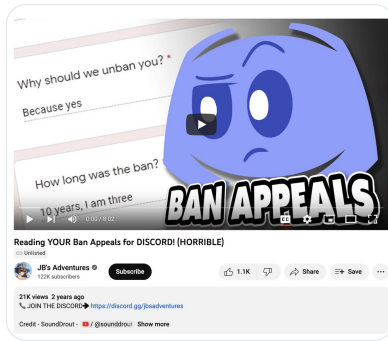 Why should we unban you? *
Because yes
How long was the ban? *
10 years, I am three
BAN APPEALS
0:00 / 8:02
CC
Reading YOUR Ban Appeals for DISCORD! (HORRIBLE)
Unlisted
JB's Adventures
122K subscribers
Subscribe
1.1K
Share
Save
21K views 2 years ago
JOIN THE DISCORD https://discord.gg/jbsadventures
Credit - SoundDrout - / @sounddrout Show more